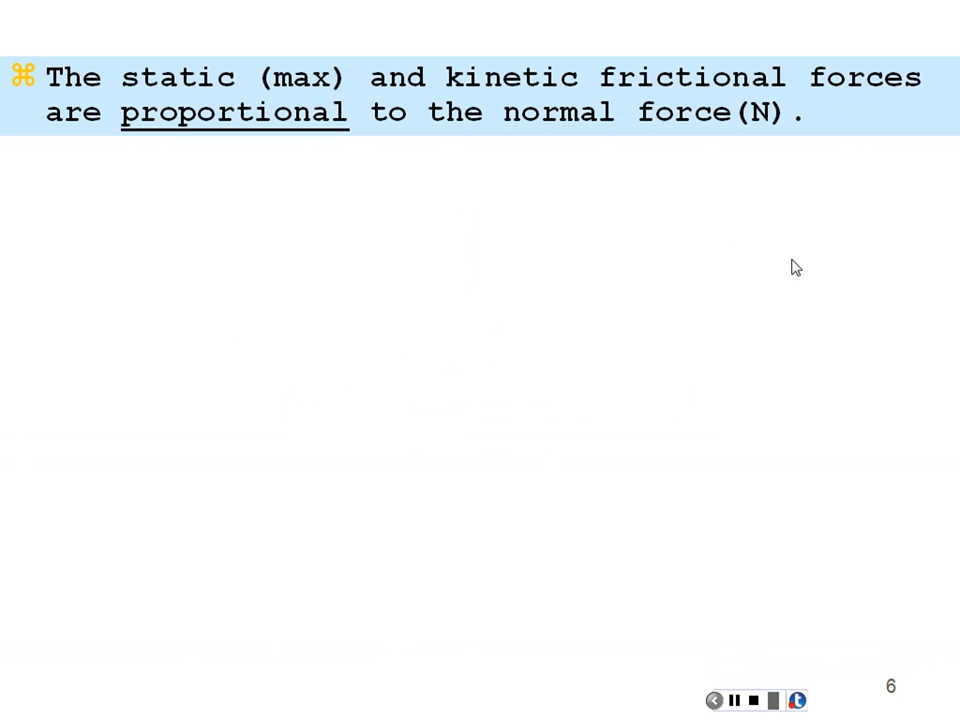 ⌘ The static (max) and kinetic frictional forces
are proportional to the normal force(N).
6